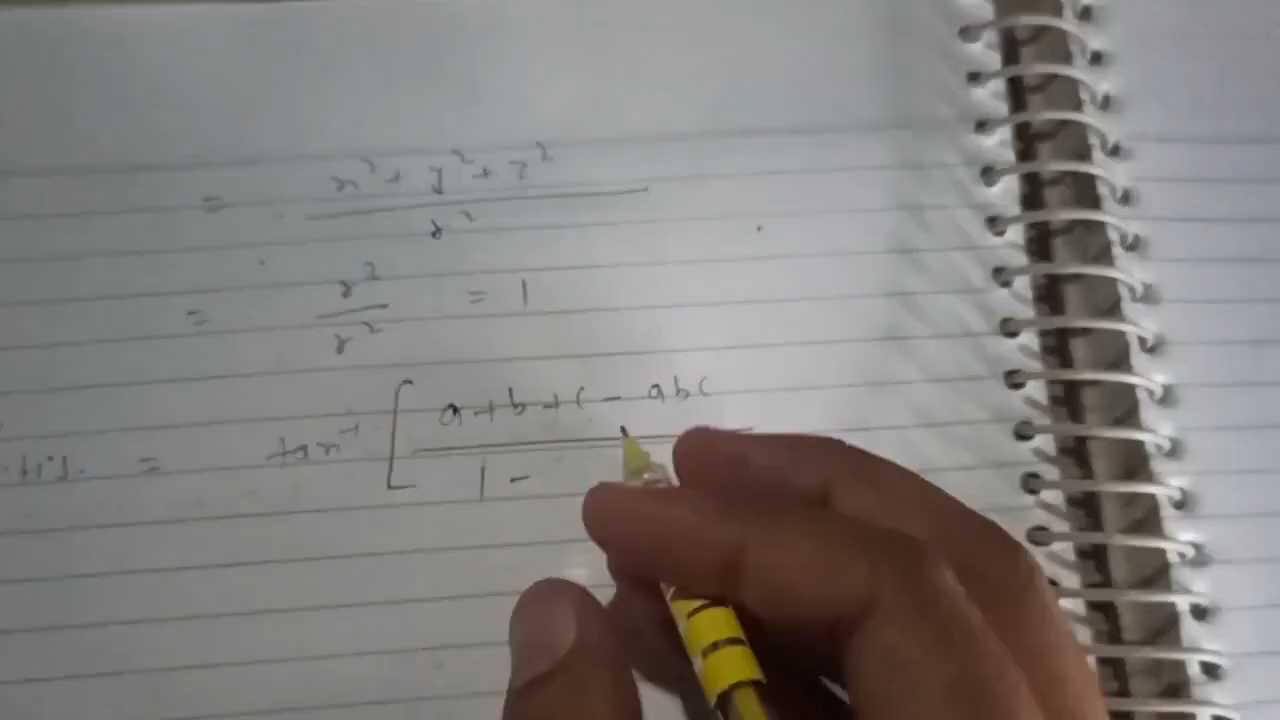 = x² + y² + z² / r²
= r² / r² = 1
= tan⁻¹ [ a+b+c - abc / 1 -